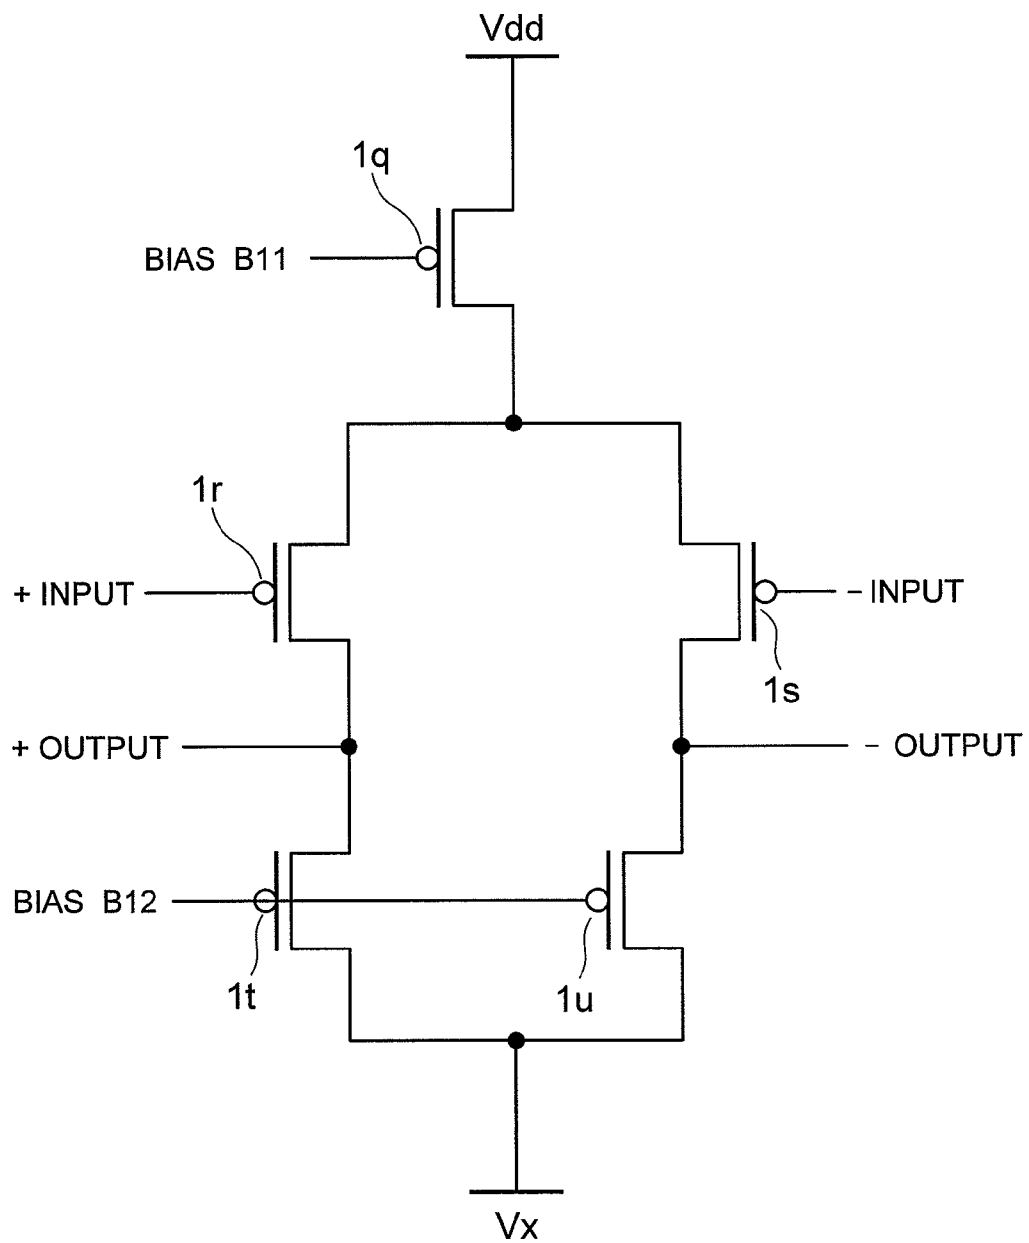 Vdd
1q
BIAS B11
1r
+ INPUT
– INPUT
1s
+ OUTPUT
– OUTPUT
BIAS B12
1t
1u
Vx